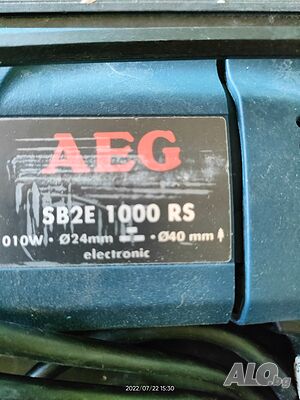 AEG
SB2E 1000 RS
010W · Ø24mm · Ø40 mm
electronic
2022/07/22 15:30
ALO.bg